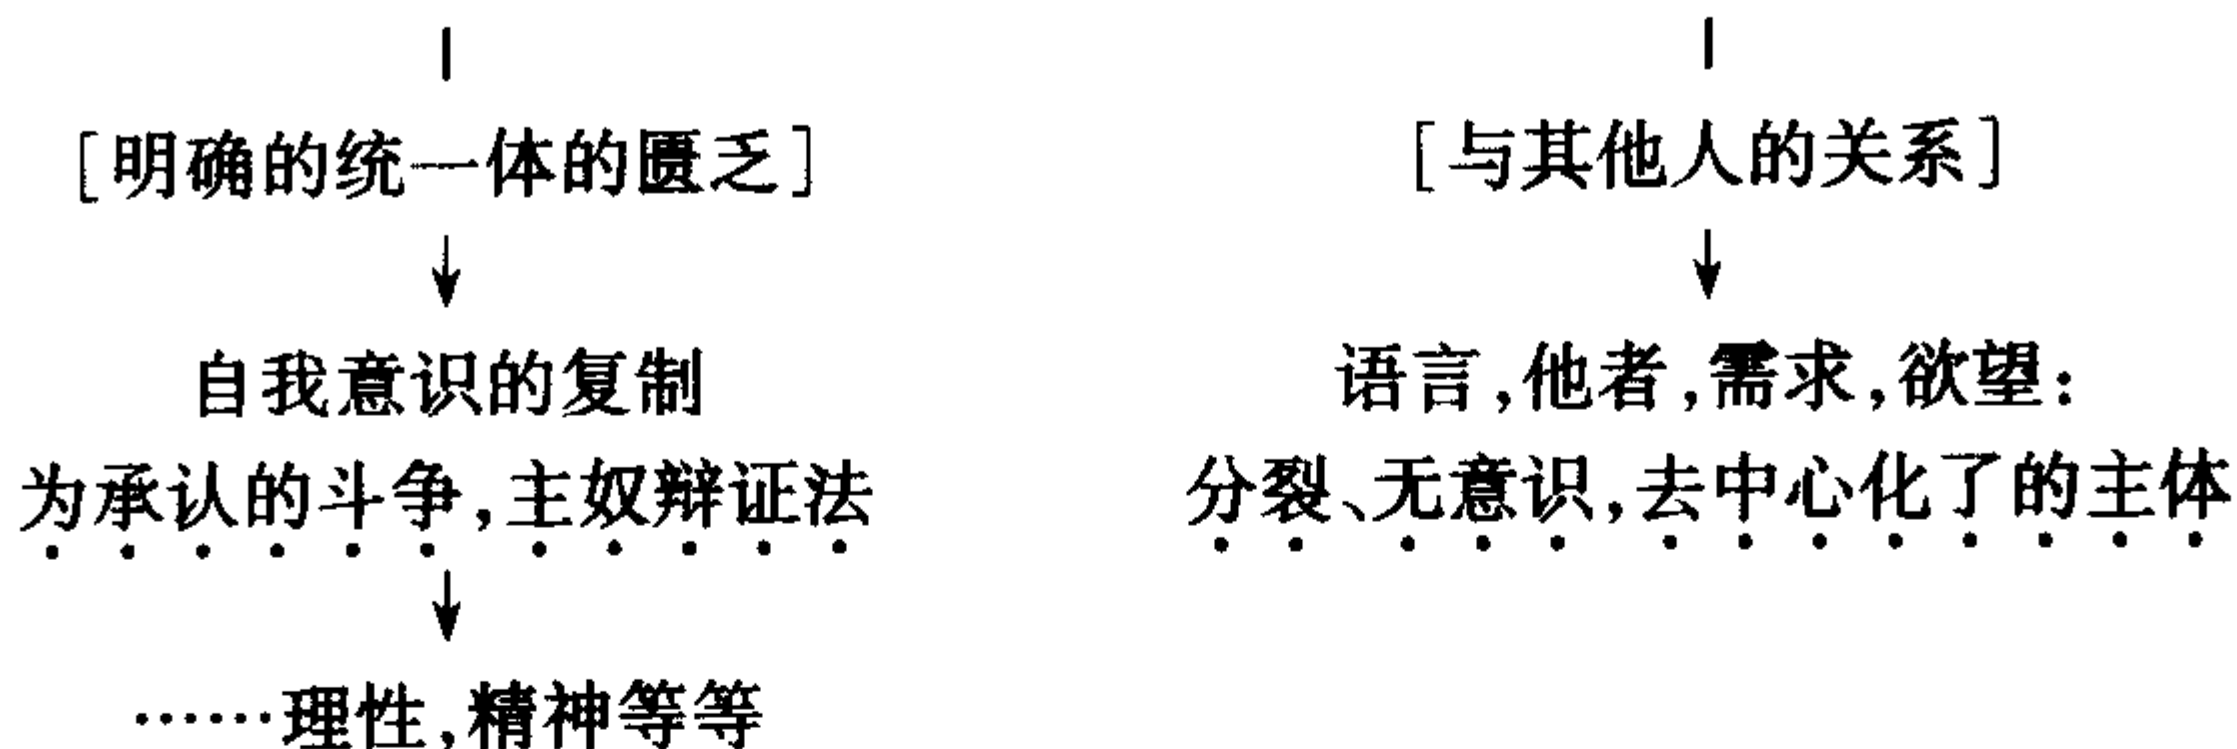 [明确的统一体的匮乏]
自我意识的复制
为承认的斗争,主奴辩证法
……理性,精神等等
[与其他人的关系]
语言,他者,需求,欲望:
分裂、无意识,去中心化了的主体